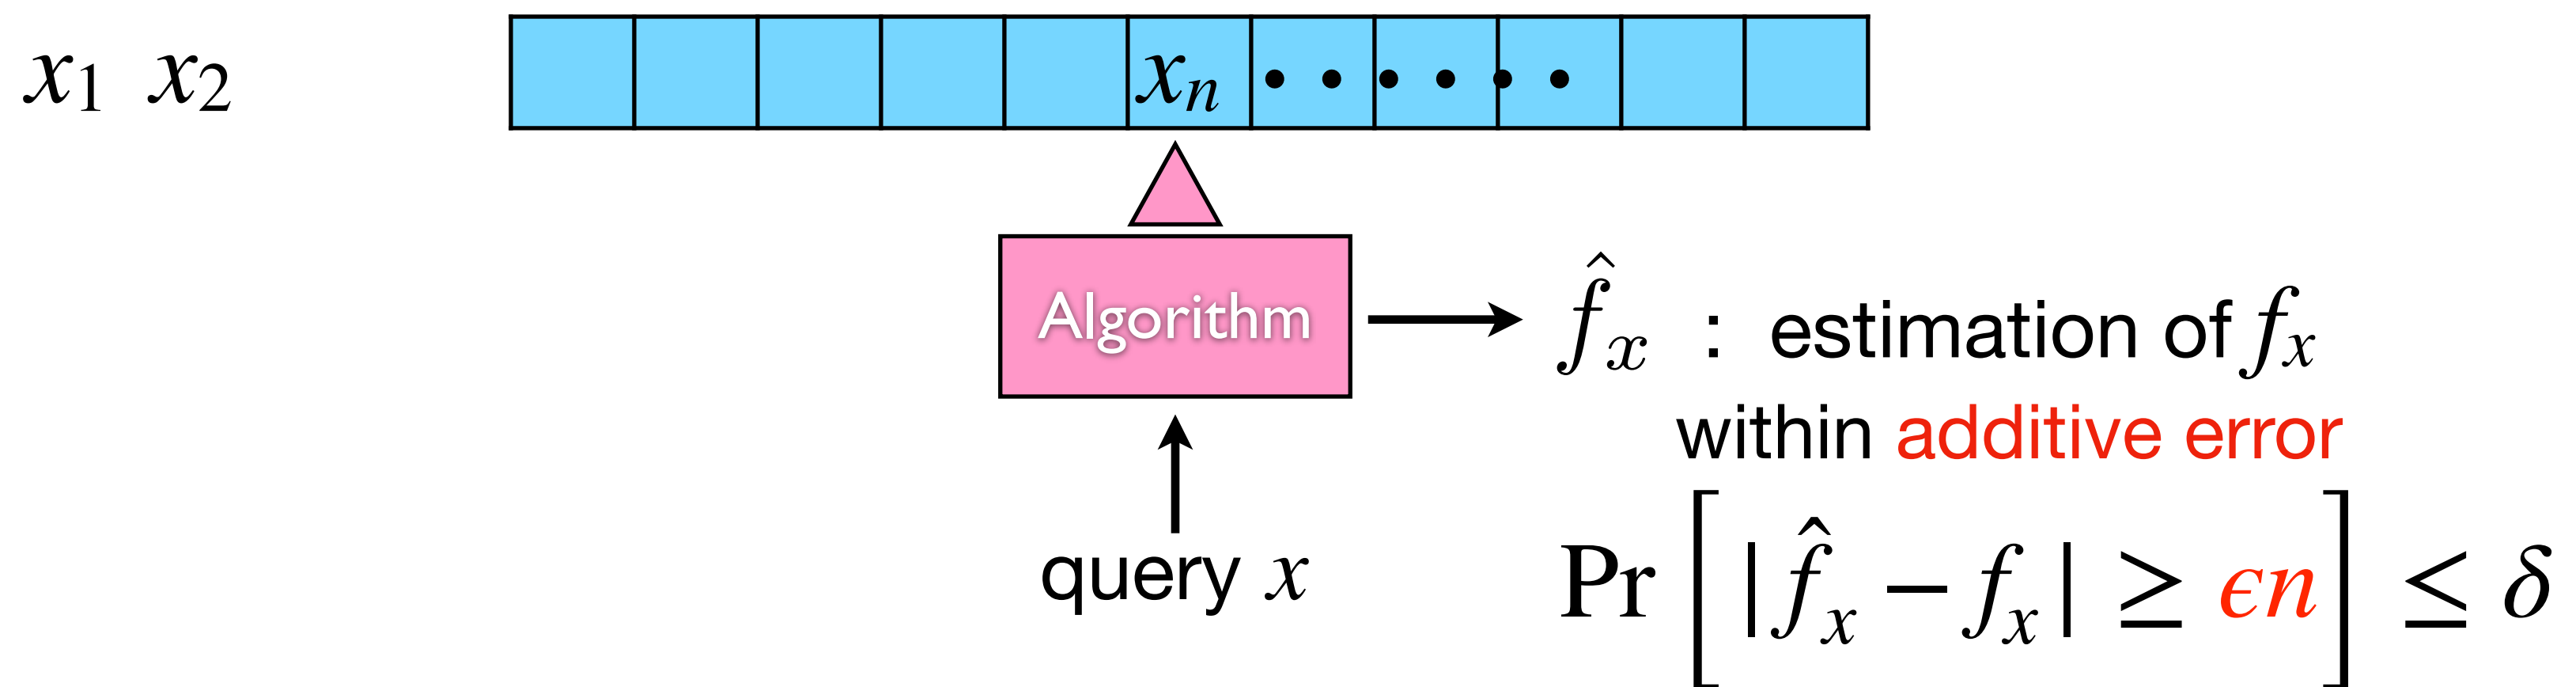 x₁ x₂ xₙ • • • • • •
Algorithm
f̂ₓ : estimation of fₓ
within additive error
query x
Pr [ |f̂ₓ − fₓ| ≥ ϵn ] ≤ δ